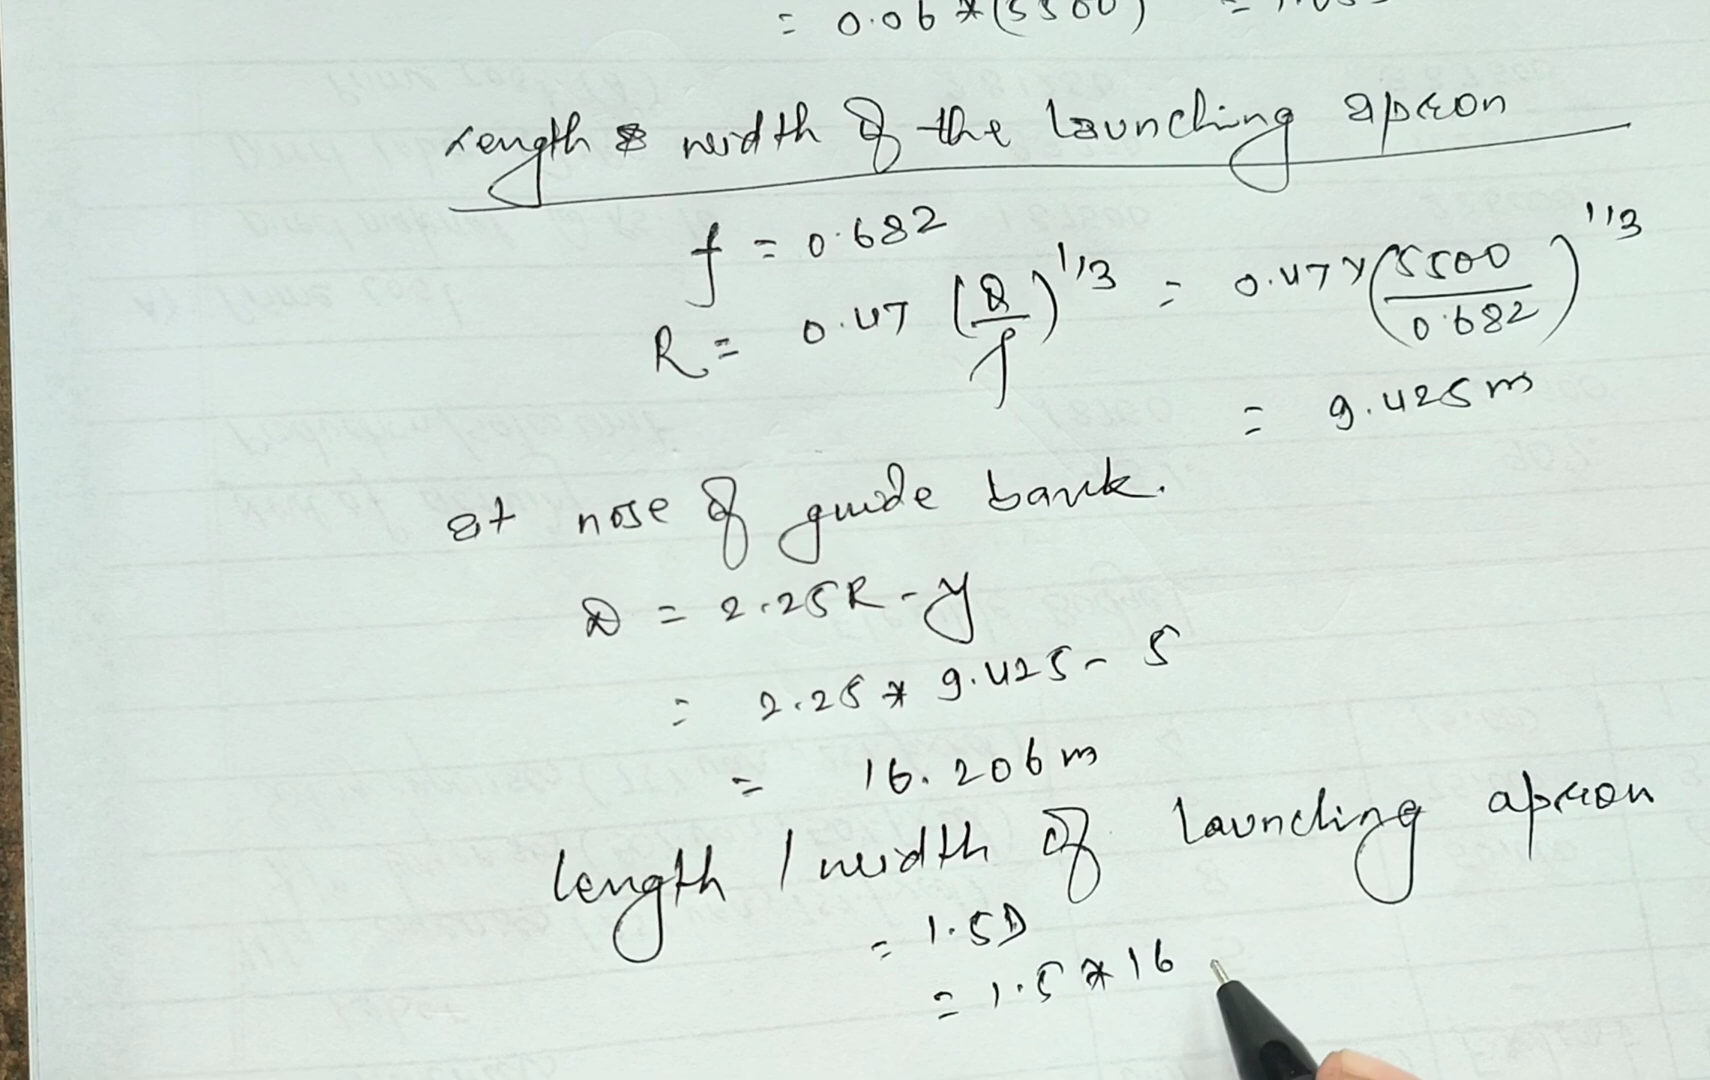 = 0.06 * (5500) =
Length & width of the launching apron
f = 0.682
R = 0.47 (Q/f)^1/3 = 0.47 x (5500/0.682)^1/3
= 9.425 m
at nose of guide bank.
D = 2.25R - y
= 2.25 * 9.425 - 5
= 16.206 m
length / width of launching apron
= 1.5D
= 1.5 * 16